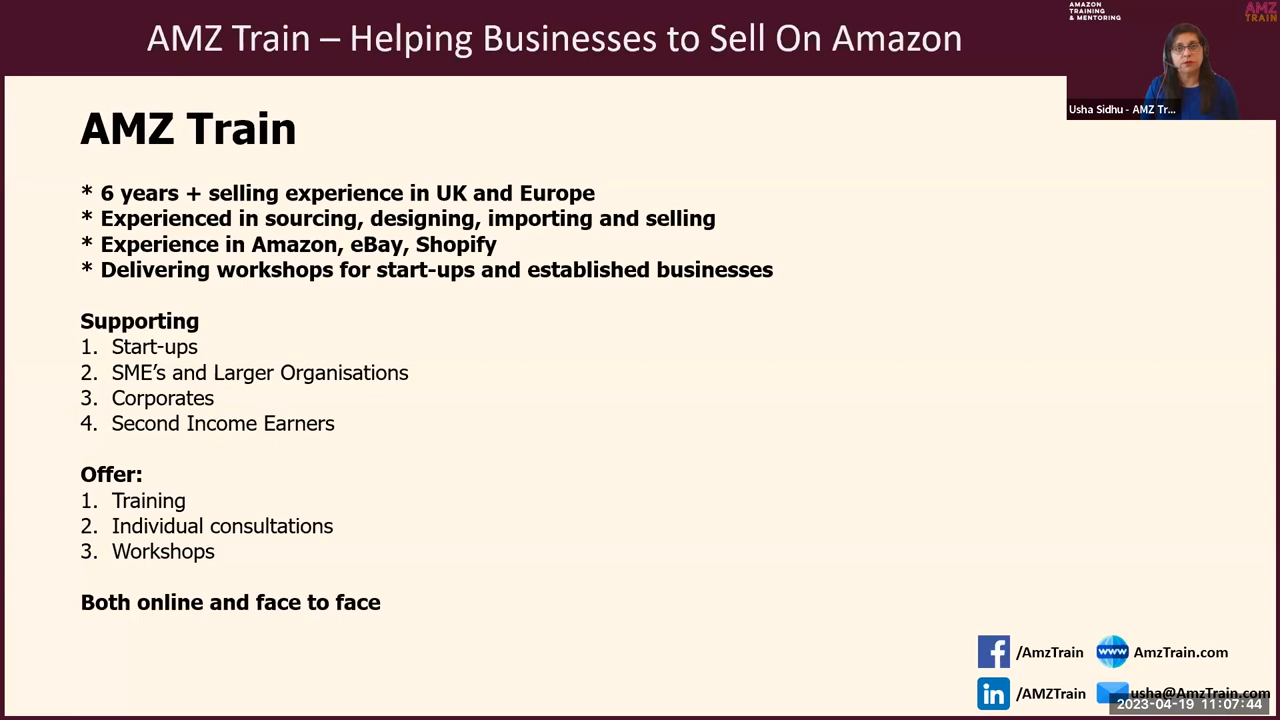 AMZ Train – Helping Businesses to Sell On Amazon
AMAZON
TRAINING
& MENTORING
AMZ
TRAIN
Usha Sidhu - AMZ Tr...
AMZ Train
* 6 years + selling experience in UK and Europe
* Experienced in sourcing, designing, importing and selling
* Experience in Amazon, eBay, Shopify
* Delivering workshops for start-ups and established businesses
Supporting
1. Start-ups
2. SME’s and Larger Organisations
3. Corporates
4. Second Income Earners
Offer:
1. Training
2. Individual consultations
3. Workshops
Both online and face to face
f /AmzTrain
www AmzTrain.com
in /AMZTrain
usha@AmzTrain.com
2023-04-19 11:07:44